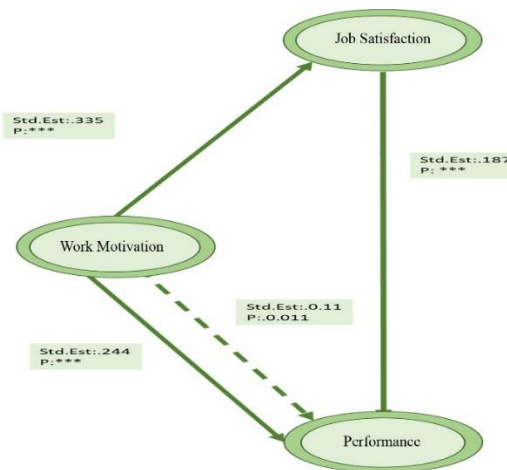 Job Satisfaction
Std.Est:.335
P:***
Std.Est:.187
P: ***
Work Motivation
Std.Est:.0.11
P:.0.011
Std.Est:.244
P:***
Performance